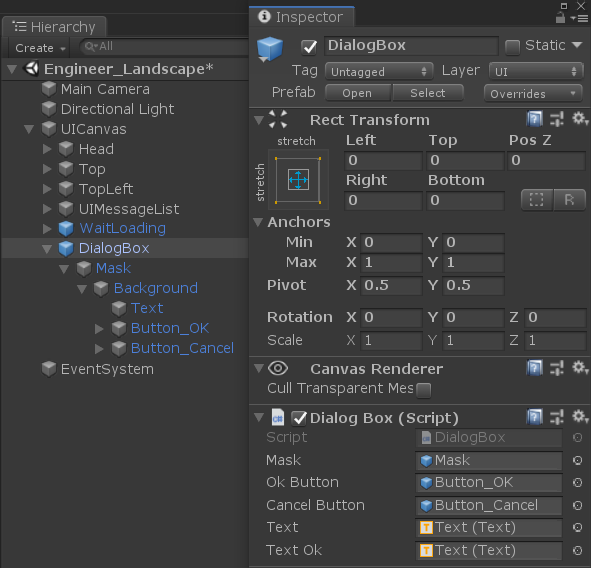 Hierarchy
Create
All
Engineer_Landscape*
Main Camera
Directional Light
UICanvas
Head
Top
TopLeft
UIMessageList
WaitLoading
DialogBox
Mask
Background
Text
Button_OK
Button_Cancel
EventSystem
Inspector
DialogBox Static
Tag Untagged Layer UI
Prefab Open Select Overrides
Rect Transform
stretch Left Top Pos Z
stretch
0 0 0
Right Bottom
0 0 R
Anchors
Min X 0 Y 0
Max X 1 Y 1
Pivot X 0.5 Y 0.5
Rotation X 0 Y 0 Z 0
Scale X 1 Y 1 Z 1
Canvas Renderer
Cull Transparent Mes
Dialog Box (Script)
Script DialogBox
Mask Mask
Ok Button Button_OK
Cancel Button Button_Cancel
Text Text (Text)
Text Ok Text (Text)